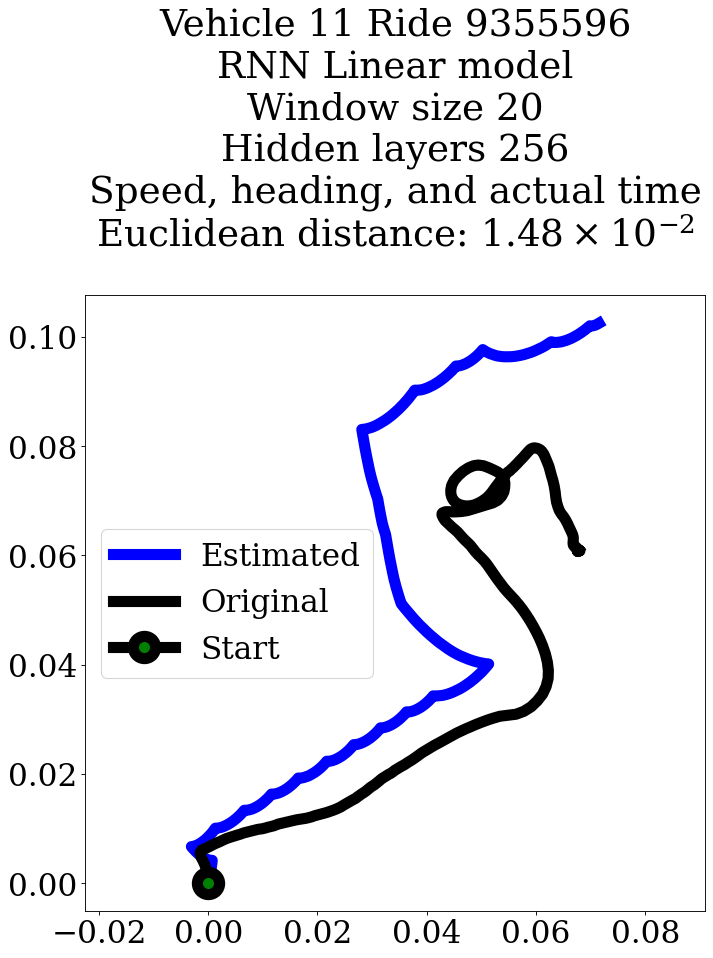 Vehicle 11 Ride 9355596
RNN Linear model
Window size 20
Hidden layers 256
Speed, heading, and actual time
Euclidean distance: 1.48 × 10⁻²
0.10
0.08
0.06
0.04
0.02
0.00
Estimated
Original
Start
−0.02 0.00 0.02 0.04 0.06 0.08